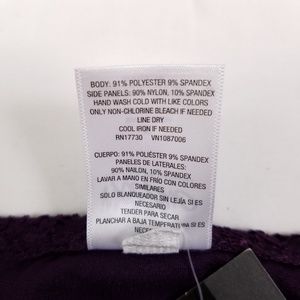 BODY: 91% POLYESTER 9% SPANDEX
SIDE PANELS: 90% NYLON, 10% SPANDEX
HAND WASH COLD WITH LIKE COLORS
ONLY NON-CHLORINE BLEACH IF NEEDED
LINE DRY
COOL IRON IF NEEDED
RN17730 VN1087006
CUERPO: 91% POLIÉSTER 9% SPANDEX
PANELES DE LATERALES:
90% NAILON, 10% SPANDEX
LAVAR A MANO EN FRÍO CON COLORES
SIMILARES
SOLO BLANQUEADOR SIN LEJÍA SI ES
NECESARIO
TENDER PARA SECAR
PLANCHAR A BAJA TEMPERATURA SI ES